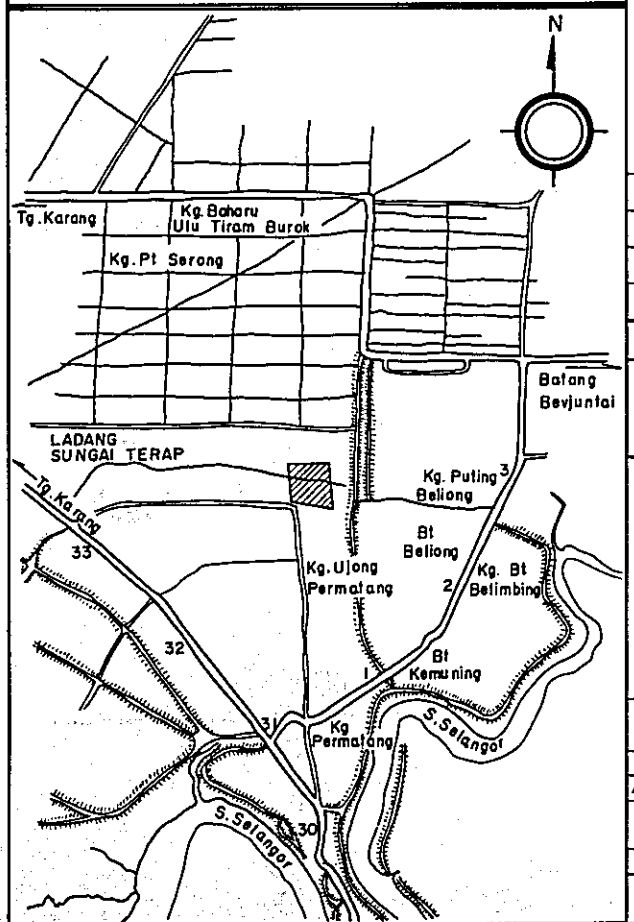 N
Tg. Karang
Kg. Baharu
Ulu Tiram Burok
Kg. Pt Serong
Batang
Bevjuntai
LADANG
SUNGAI TERAP
Tg. Karang
Kg. Puting
Beliong
3
Bt
Beliong
33
Kg. Ujong
Permatang
Kg. Bt
Belimbing
2
32
Bt
Kemuning
1
S. Selangor
31
Kg
Permatang
30
S. Selangor